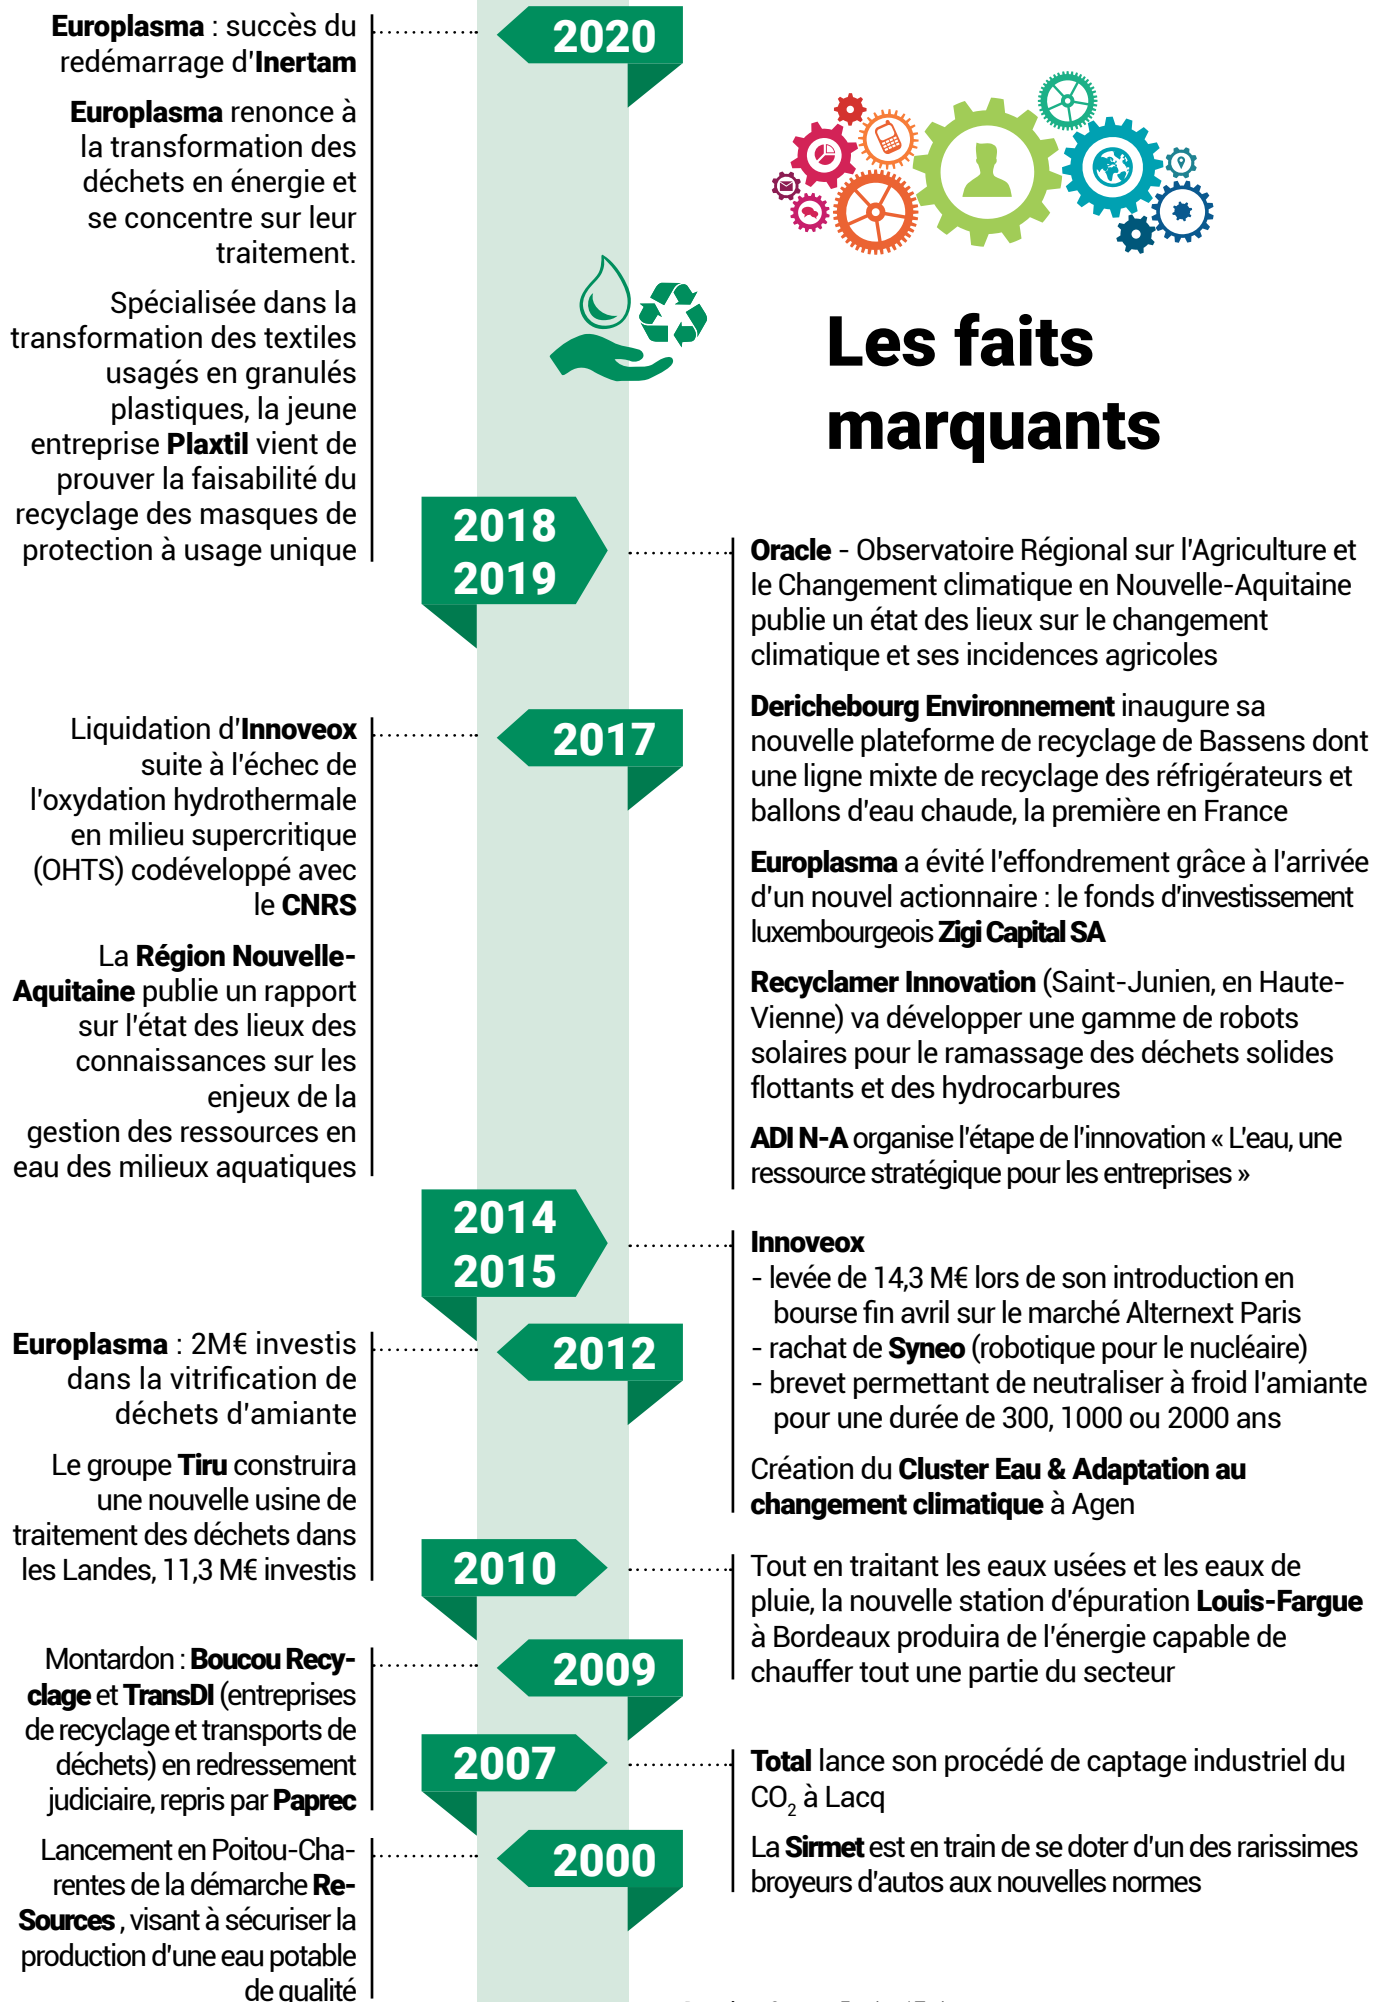 2020
Europlasma : succès du
redémarrage d'Inertam
Europlasma renonce à
la transformation des
déchets en énergie et
se concentre sur leur
traitement.
Spécialisée dans la
transformation des textiles
usagés en granulés
plastiques, la jeune
entreprise Plaxtil vient de
prouver la faisabilité du
recyclage des masques de
protection à usage unique
Les faits
marquants
2018
2019
Oracle - Observatoire Régional sur l'Agriculture et
le Changement climatique en Nouvelle-Aquitaine
publie un état des lieux sur le changement
climatique et ses incidences agricoles
Derichebourg Environnement inaugure sa
nouvelle plateforme de recyclage de Bassens dont
une ligne mixte de recyclage des réfrigérateurs et
ballons d'eau chaude, la première en France
Europlasma a évité l'effondrement grâce à l'arrivée
d'un nouvel actionnaire : le fonds d'investissement
luxembourgeois Zigi Capital SA
Recyclamer Innovation (Saint-Junien, en Haute-
Vienne) va développer une gamme de robots
solaires pour le ramassage des déchets solides
flottants et des hydrocarbures
ADI N-A organise l'étape de l'innovation « L'eau, une
ressource stratégique pour les entreprises »
2017
Liquidation d'Innoveox
suite à l'échec de
l'oxydation hydrothermale
en milieu supercritique
(OHTS) codéveloppé avec
le CNRS
La Région Nouvelle-
Aquitaine publie un rapport
sur l'état des lieux des
connaissances sur les
enjeux de la
gestion des ressources en
eau des milieux aquatiques
2014
2015
Innoveox
- levée de 14,3 M€ lors de son introduction en
bourse fin avril sur le marché Alternext Paris
- rachat de Syneo (robotique pour le nucléaire)
- brevet permettant de neutraliser à froid l'amiante
pour une durée de 300, 1000 ou 2000 ans
Création du Cluster Eau & Adaptation au
changement climatique à Agen
2012
Europlasma : 2M€ investis
dans la vitrification de
déchets d'amiante
Le groupe Tiru construira
une nouvelle usine de
traitement des déchets dans
les Landes, 11,3 M€ investis
2010
Tout en traitant les eaux usées et les eaux de
pluie, la nouvelle station d'épuration Louis-Fargue
à Bordeaux produira de l'énergie capable de
chauffer tout une partie du secteur
2009
Montardon : Boucou Recy-
clage et TransDI (entreprises
de recyclage et transports de
déchets) en redressement
judiciaire, repris par Paprec
2007
Total lance son procédé de captage industriel du
CO₂ à Lacq
La Sirmet est en train de se doter d'un des rarissimes
broyeurs d'autos aux nouvelles normes
2000
Lancement en Poitou-Cha-
rentes de la démarche Re-
Sources , visant à sécuriser la
production d'une eau potable
de qualité